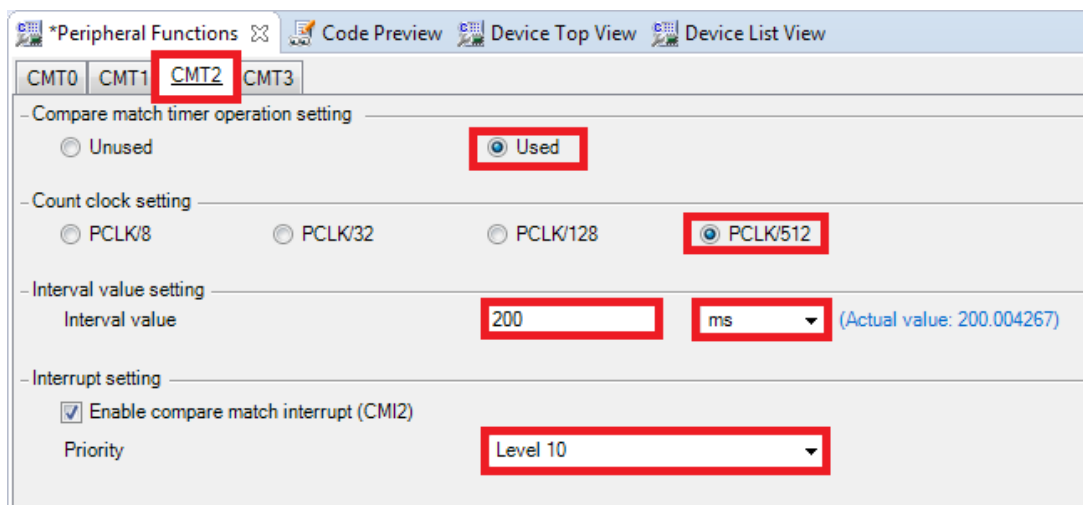 *Peripheral Functions Code Preview Device Top View Device List View
CMT0 CMT1 CMT2 CMT3
Compare match timer operation setting
Unused Used
Count clock setting
PCLK/8 PCLK/32 PCLK/128 PCLK/512
Interval value setting
Interval value 200 ms (Actual value: 200.004267)
Interrupt setting
Enable compare match interrupt (CMI2)
Priority Level 10